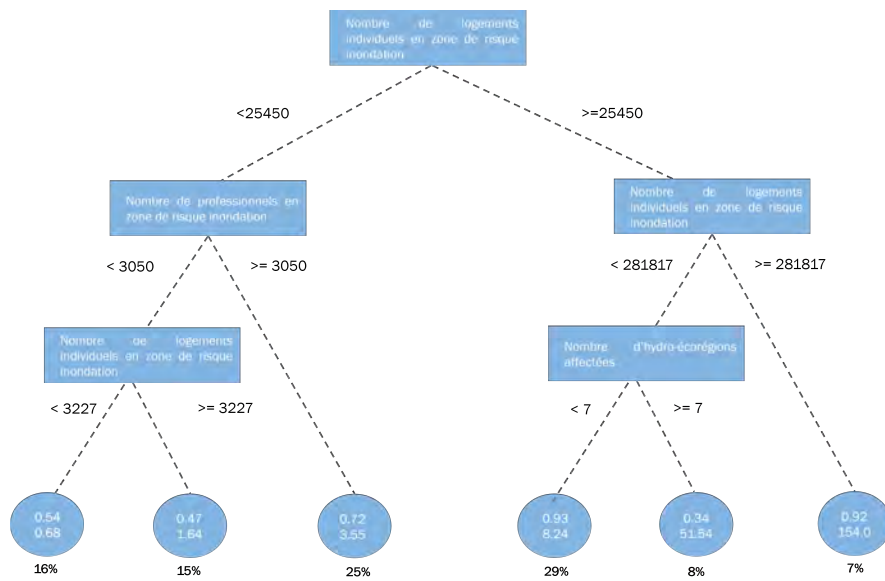 Nombre de logements
individuels en zone de risque
inondation
<25450
>=25450
Nombre de professionnels en
zone de risque inondation
Nombre de logements
individuels en zone de risque
inondation
< 3050
>= 3050
< 281817
>= 281817
Nombre de logements
individuels en zone de risque
inondation
Nombre d'hydro-écorégions
affectées
< 3227
>= 3227
< 7
>= 7
0.54
0.68
0.47
1.64
0.72
3.55
0.93
8.24
0.34
51.54
0.92
154.0
16%
15%
25%
29%
8%
7%